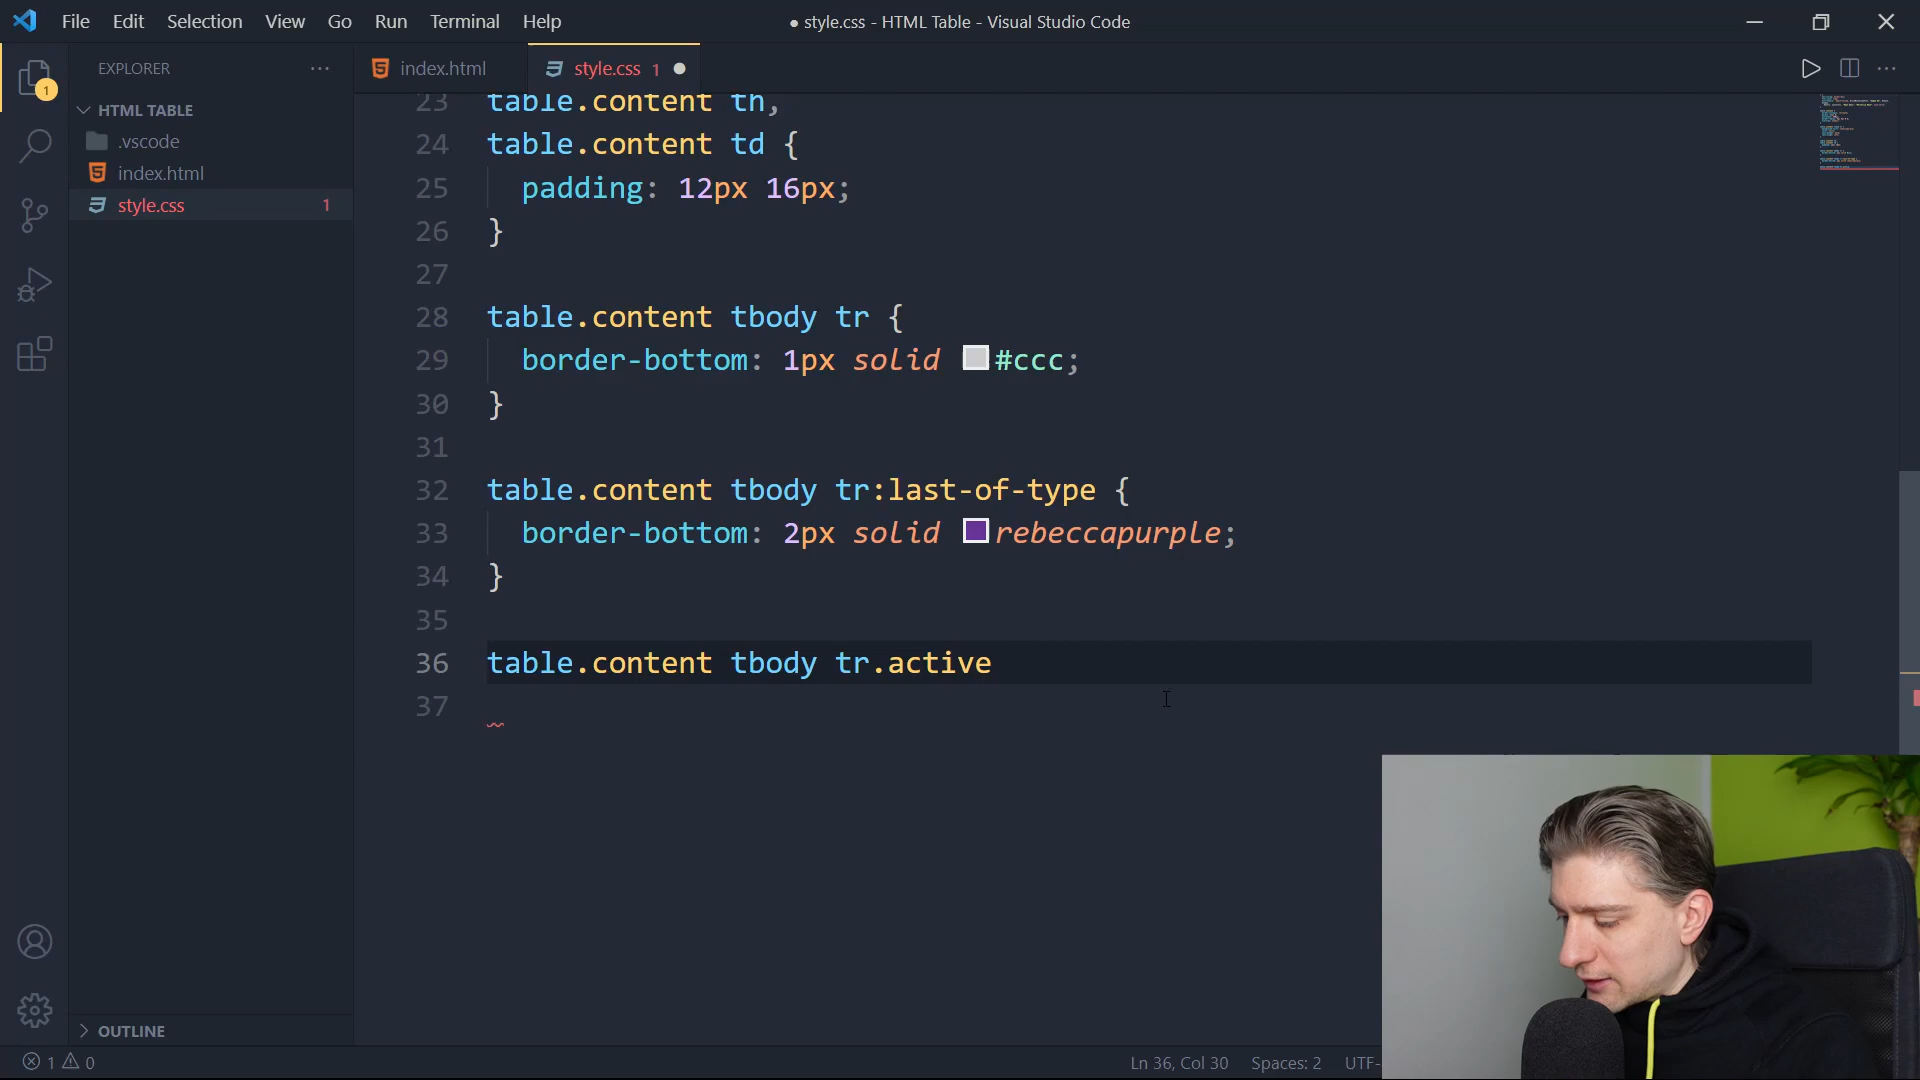 File Edit Selection View Go Run Terminal Help
● style.css - HTML Table - Visual Studio Code
EXPLORER
index.html
style.css 1
1
HTML TABLE
.vscode
index.html
style.css 1
23 table.content th,
24 table.content td {
25 padding: 12px 16px;
26 }
27
28 table.content tbody tr {
29 border-bottom: 1px solid #ccc;
30 }
31
32 table.content tbody tr:last-of-type {
33 border-bottom: 2px solid rebeccapurple;
34 }
35
36 table.content tbody tr.active
37
OUTLINE
1 0
Ln 36, Col 30 Spaces: 2 UTF-